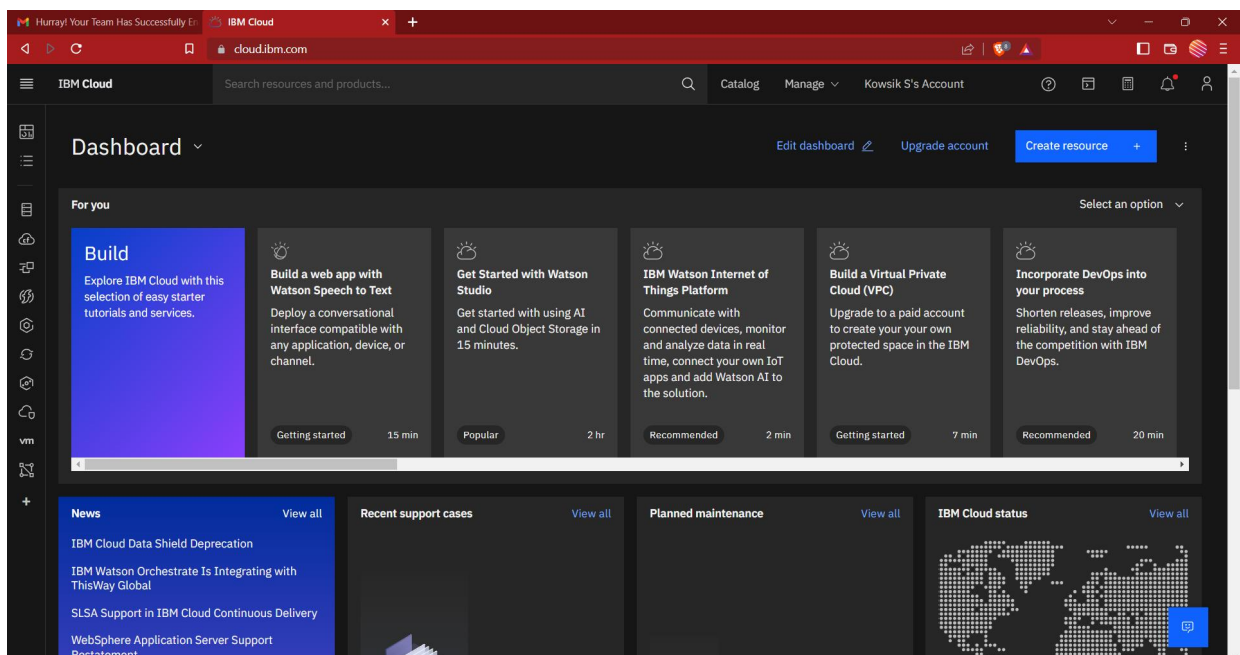 Hurray! Your Team Has Successfully En
IBM Cloud
cloud.ibm.com
IBM Cloud
Search resources and products...
Catalog
Manage
Kowsik S's Account
Dashboard
Edit dashboard
Upgrade account
Create resource +
For you
Select an option
Build
Explore IBM Cloud with this
selection of easy starter
tutorials and services.
Build a web app with
Watson Speech to Text
Deploy a conversational
interface compatible with
any application, device, or
channel.
Getting started 15 min
Get Started with Watson
Studio
Get started with using AI
and Cloud Object Storage in
15 minutes.
Popular 2 hr
IBM Watson Internet of
Things Platform
Communicate with
connected devices, monitor
and analyze data in real
time, connect your own IoT
apps and add Watson AI to
the solution.
Recommended 2 min
Build a Virtual Private
Cloud (VPC)
Upgrade to a paid account
to create your your own
protected space in the IBM
Cloud.
Getting started 7 min
Incorporate DevOps into
your process
Shorten releases, improve
reliability, and stay ahead of
the competition with IBM
DevOps.
Recommended 20 min
vm
News View all
IBM Cloud Data Shield Deprecation
IBM Watson Orchestrate Is Integrating with
ThisWay Global
SLSA Support in IBM Cloud Continuous Delivery
WebSphere Application Server Support
Recent support cases View all
Planned maintenance View all
IBM Cloud status View all